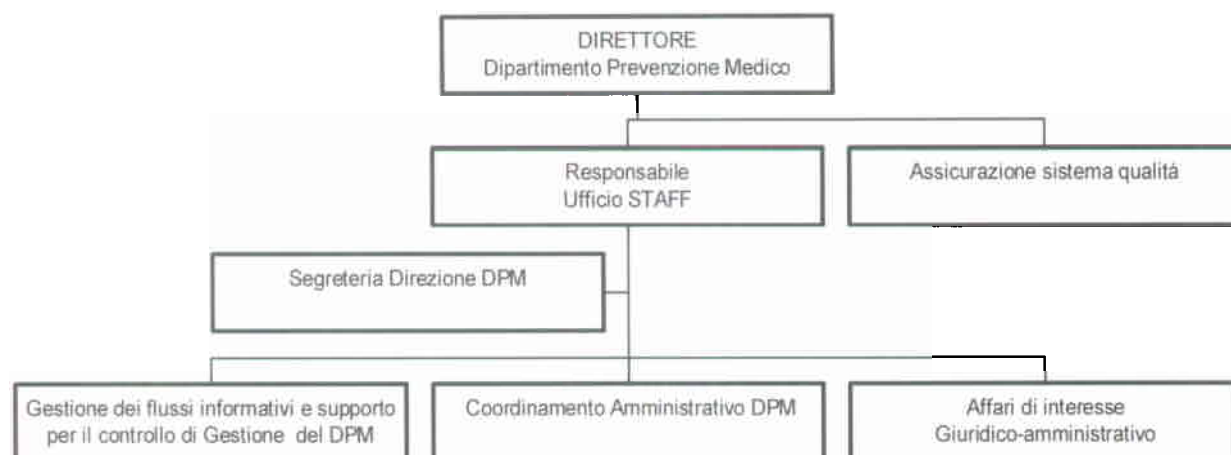 DIRETTORE
Dipartimento Prevenzione Medico
Responsabile
Ufficio STAFF
Assicurazione sistema qualità
Segreteria Direzione DPM
Gestione dei flussi informativi e supporto
per il controllo di Gestione del DPM
Coordinamento Amministrativo DPM
Affari di interesse
Giuridico-amministrativo